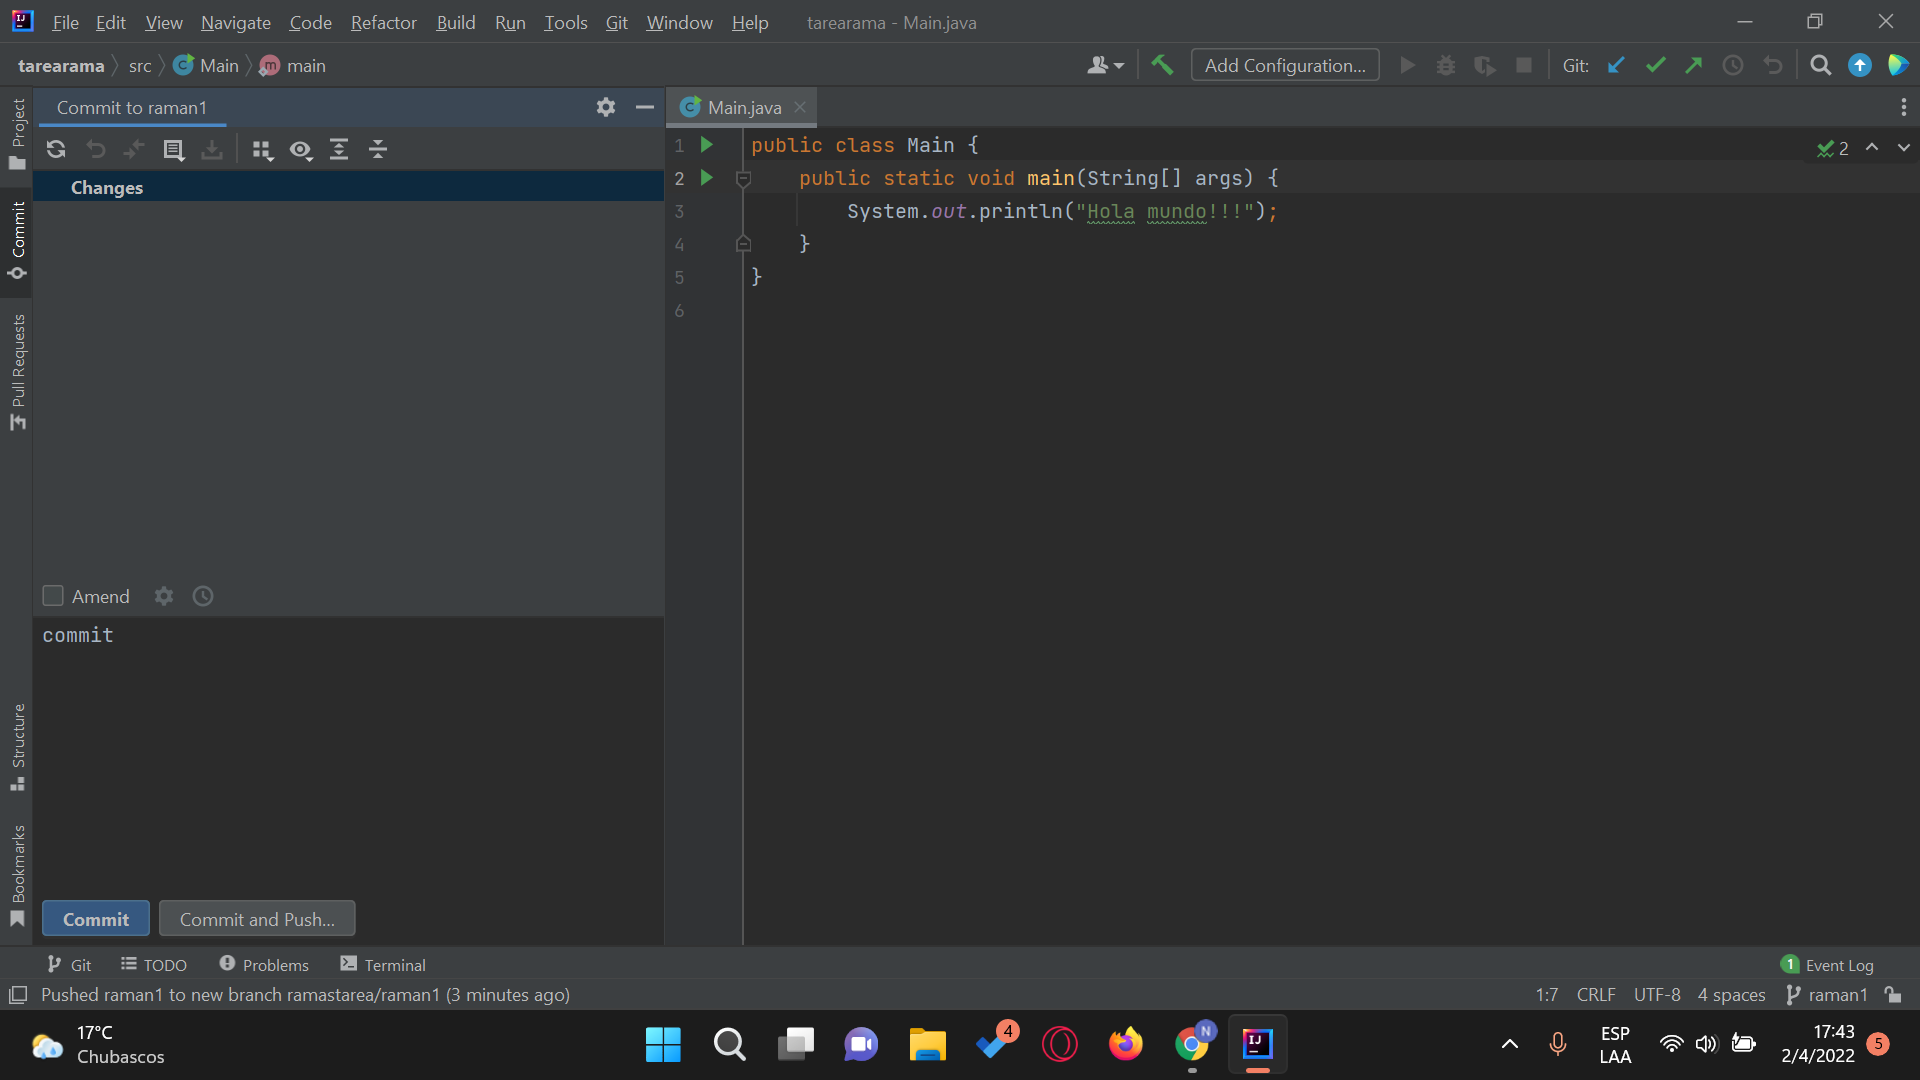 File Edit View Navigate Code Refactor Build Run Tools Git Window Help tarearama - Main.java
tarearama src Main main
Add Configuration...
Git:
Project
Commit
Pull Requests
Structure
Bookmarks
Commit to raman1
Changes
Amend
commit
Commit Commit and Push...
Main.java
2
1 public class Main {
2 public static void main(String[] args) {
3 System.out.println("Hola mundo!!!");
4 }
5 }
6
Git TODO Problems Terminal
1 Event Log
Pushed raman1 to new branch ramastarea/raman1 (3 minutes ago)
1:7 CRLF UTF-8 4 spaces raman1
17°C
Chubascos
4
N
IJ
ESP
LAA
17:43
2/4/2022
5